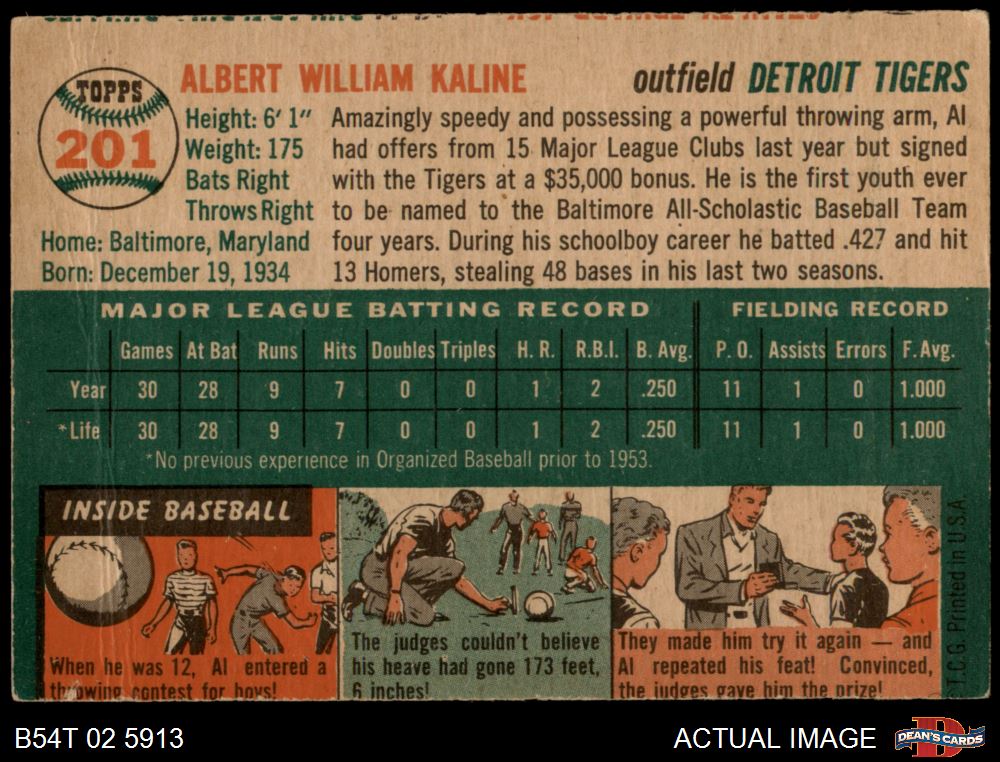 TOPPS
201
ALBERT WILLIAM KALINE
outfield DETROIT TIGERS
Height: 6' 1"
Weight: 175
Bats Right
Throws Right
Home: Baltimore, Maryland
Born: December 19, 1934
Amazingly speedy and possessing a powerful throwing arm, Al
had offers from 15 Major League Clubs last year but signed
with the Tigers at a $35,000 bonus. He is the first youth ever
to be named to the Baltimore All-Scholastic Baseball Team
four years. During his schoolboy career he batted .427 and hit
13 Homers, stealing 48 bases in his last two seasons.
MAJOR LEAGUE BATTING RECORD FIELDING RECORD
Games At Bat Runs Hits Doubles Triples H. R. R.B.I. B. Avg. P. O. Assists Errors F. Avg.
Year 30 28 9 7 0 0 1 2 .250 11 1 0 1.000
*Life 30 28 9 7 0 0 1 2 .250 11 1 0 1.000
*No previous experience in Organized Baseball prior to 1953.
INSIDE BASEBALL
When he was 12, Al entered a
throwing contest for boys!
The judges couldn't believe
his heave had gone 173 feet,
6 inches!
They made him try it again — and
Al repeated his feat! Convinced,
the judges gave him the prize!
©T.C.G. Printed in U.S.A.
B54T 02 5913
ACTUAL IMAGE
DEAN'S CARDS